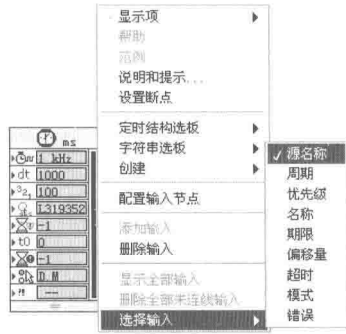 显示项
帮助
范例
说明和提示...
设置断点
定时结构选板
字符串选板
创建
配置输入节点
添加输入
删除输入
显示全部输入
删除全部未连线输入
选择输入
✓ 源名称
周期
优先级
名称
期限
偏移量
超时
模式
错误
ms
1 kHz
dt 1000
100
L319352
-1
t0 0
-1
D.M
--